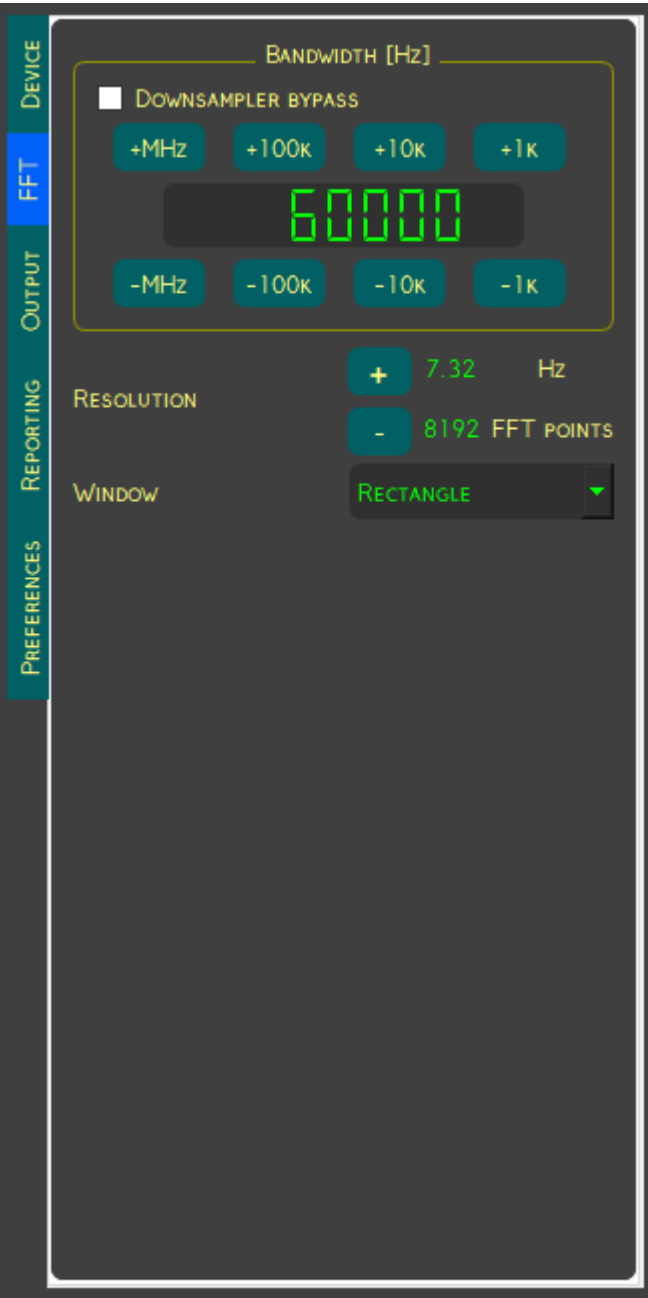 Device
FFT
Output
Reporting
Preferences
Bandwidth [Hz]
Downsampler bypass
+MHz +100k +10k +1k
60000
-MHz -100k -10k -1k
+ 7.32 Hz
Resolution
- 8192 FFT points
Window Rectangle